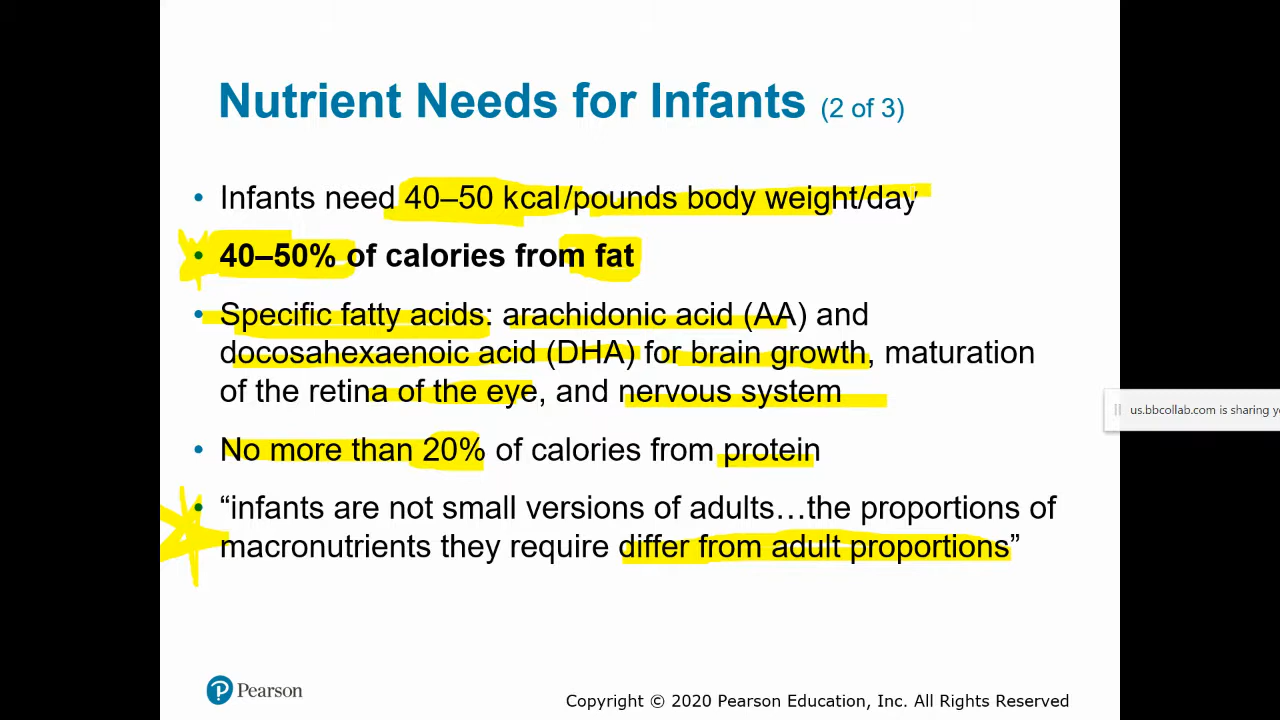 Nutrient Needs for Infants (2 of 3)
• Infants need 40–50 kcal/pounds body weight/day
• 40–50% of calories from fat
• Specific fatty acids: arachidonic acid (AA) and
docosahexaenoic acid (DHA) for brain growth, maturation
of the retina of the eye, and nervous system
us.bbcollab.com is sharing
• No more than 20% of calories from protein
• “infants are not small versions of adults…the proportions of
macronutrients they require differ from adult proportions”
Pearson
Copyright © 2020 Pearson Education, Inc. All Rights Reserved